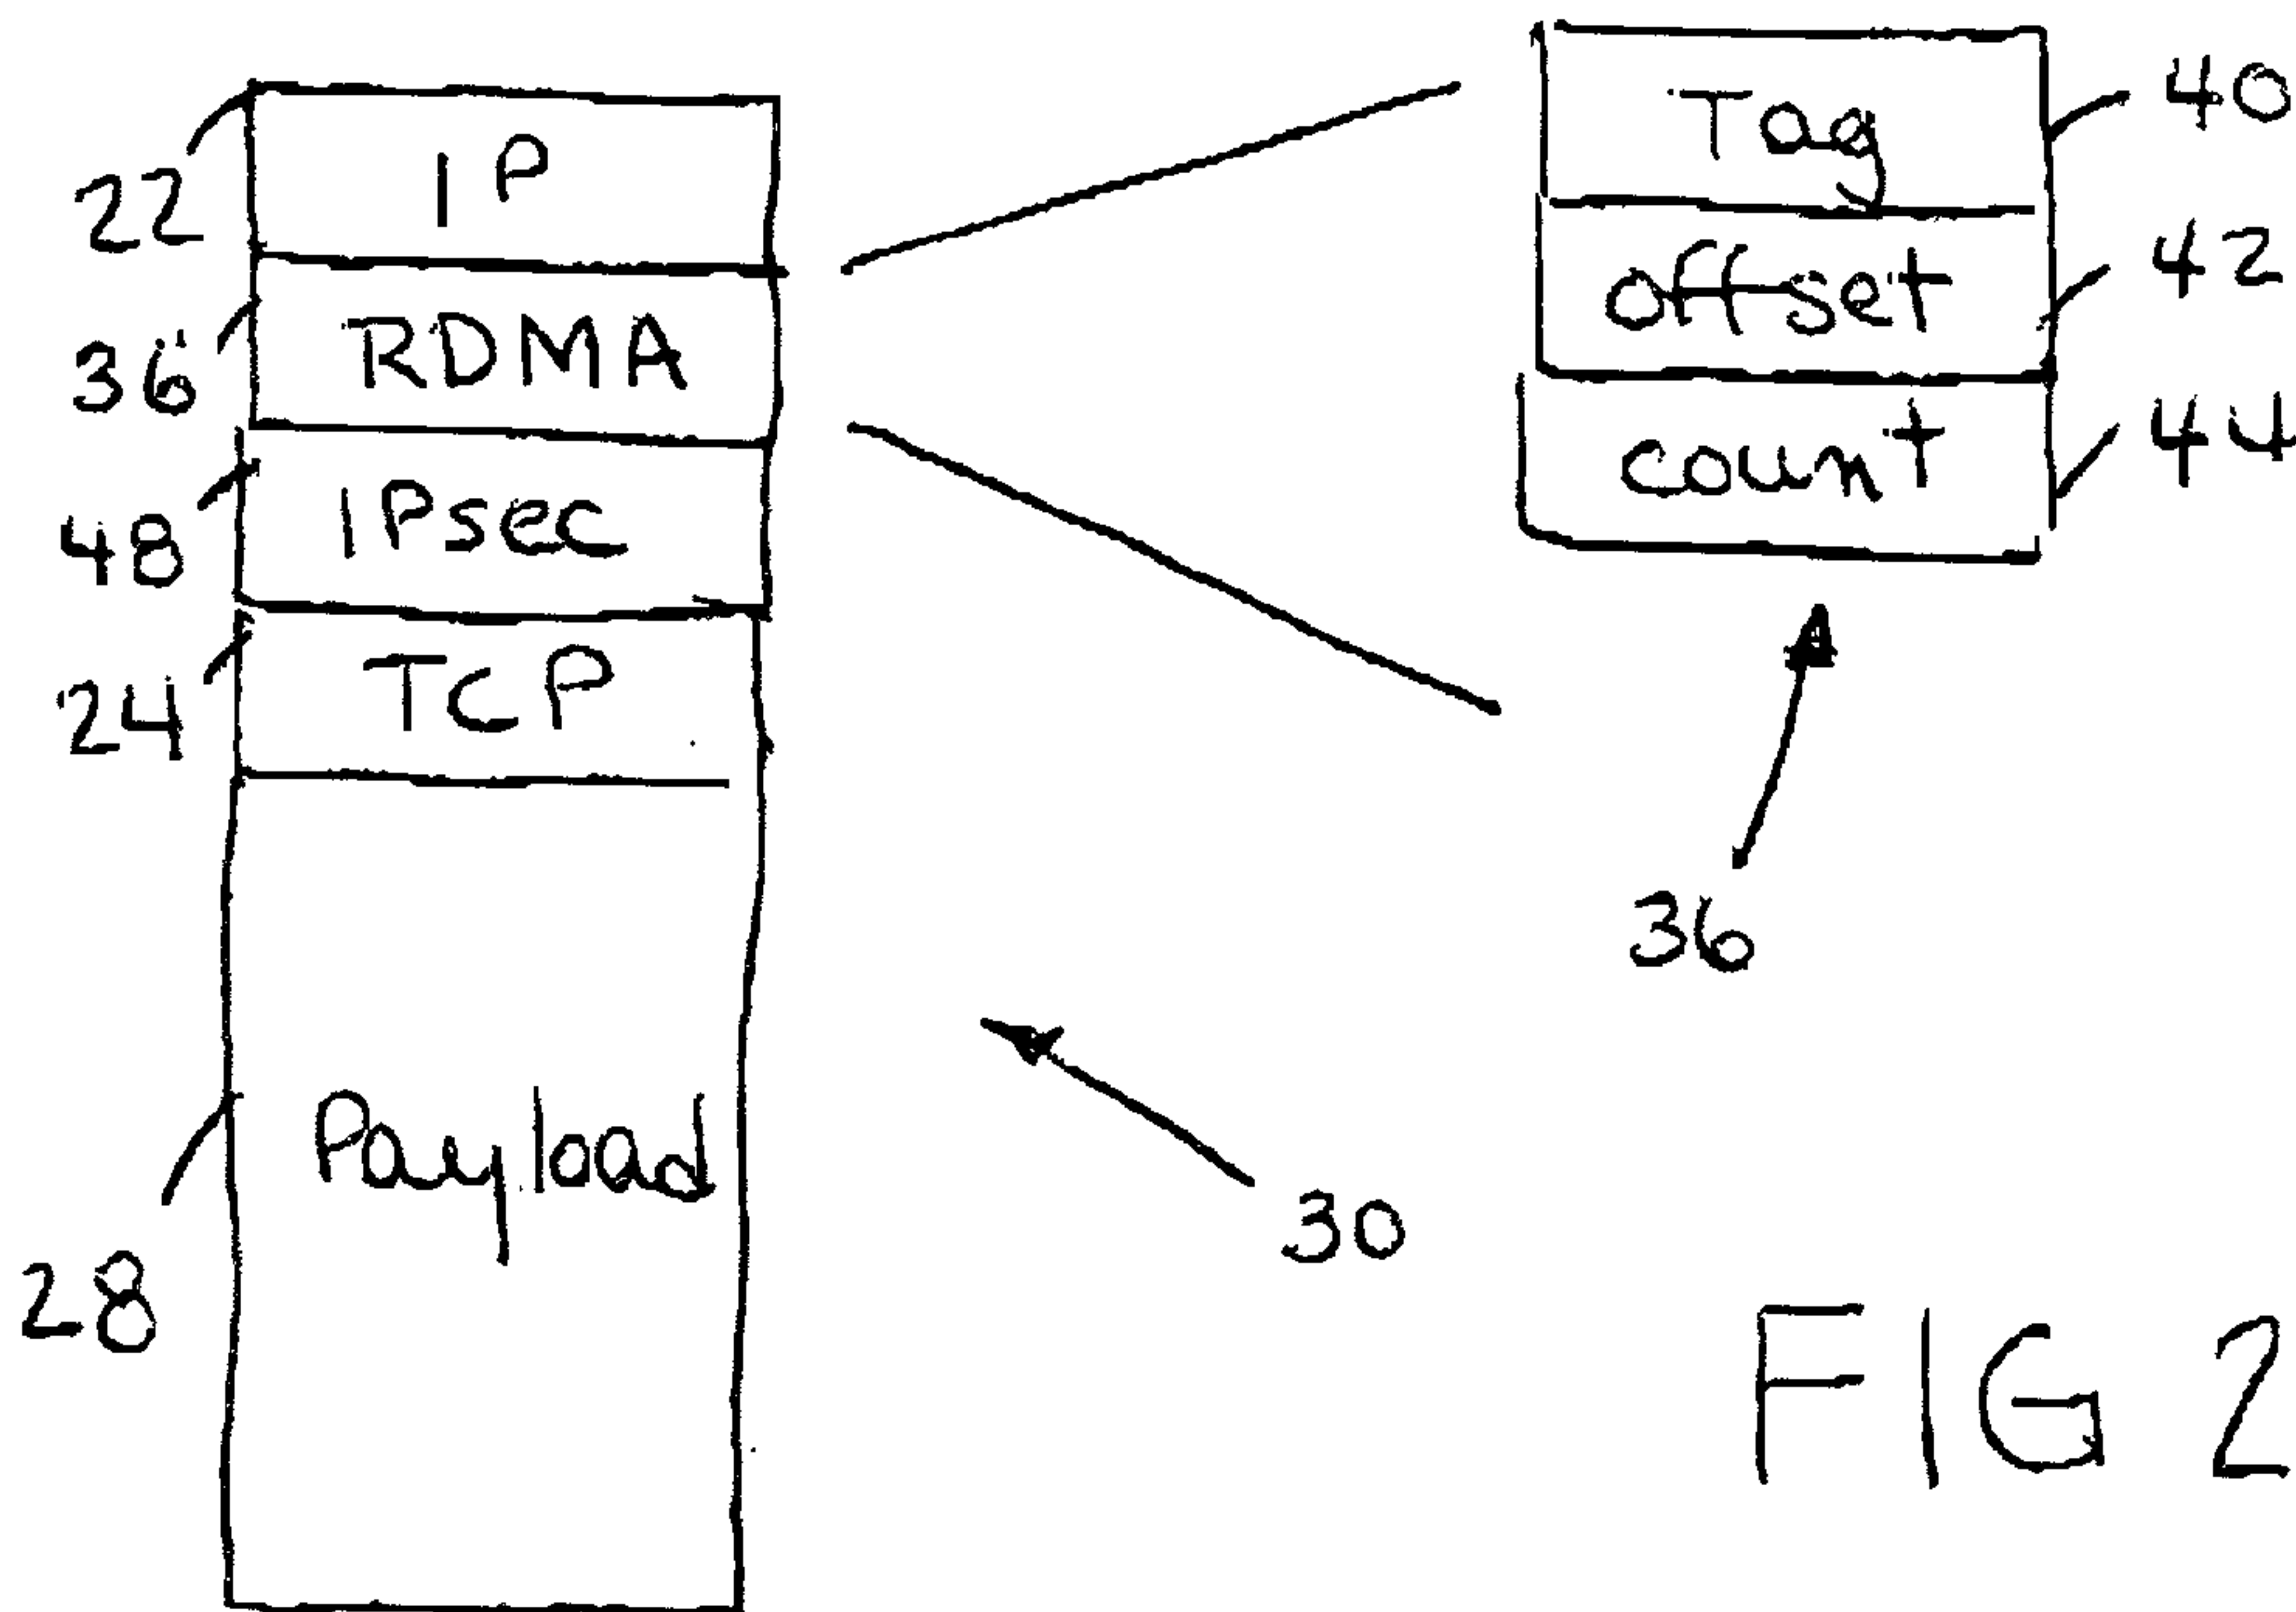 22
IP
36
RDMA
48
IPsec
24
TCP
28
Payload
Tag
40
offset
42
count
44
36
30
FIG 2